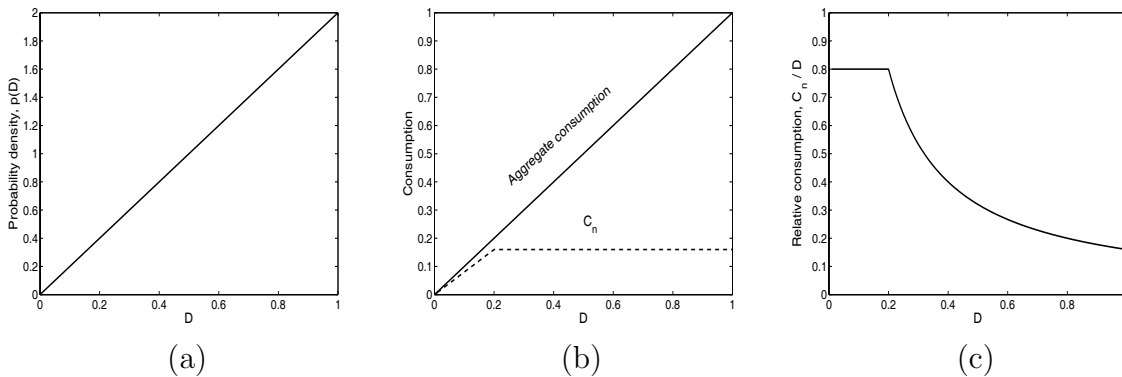 2
1.8
1.6
1.4
1.2
1
0.8
0.6
0.4
0.2
0
Probability density, p(D)
0 0.2 0.4 0.6 0.8 1
D
(a)
1
0.9
0.8
0.7
0.6
0.5
0.4
0.3
0.2
0.1
0
Consumption
Aggregate consumption
C_n
0 0.2 0.4 0.6 0.8 1
D
(b)
1
0.9
0.8
0.7
0.6
0.5
0.4
0.3
0.2
0.1
0
Relative consumption, C_n / D
0 0.2 0.4 0.6 0.8
D
(c)